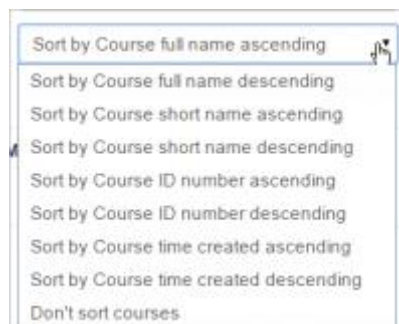 Sort by Course full name ascending
Sort by Course full name descending
Sort by Course short name ascending
Sort by Course short name descending
Sort by Course ID number ascending
Sort by Course ID number descending
Sort by Course time created ascending
Sort by Course time created descending
Don't sort courses